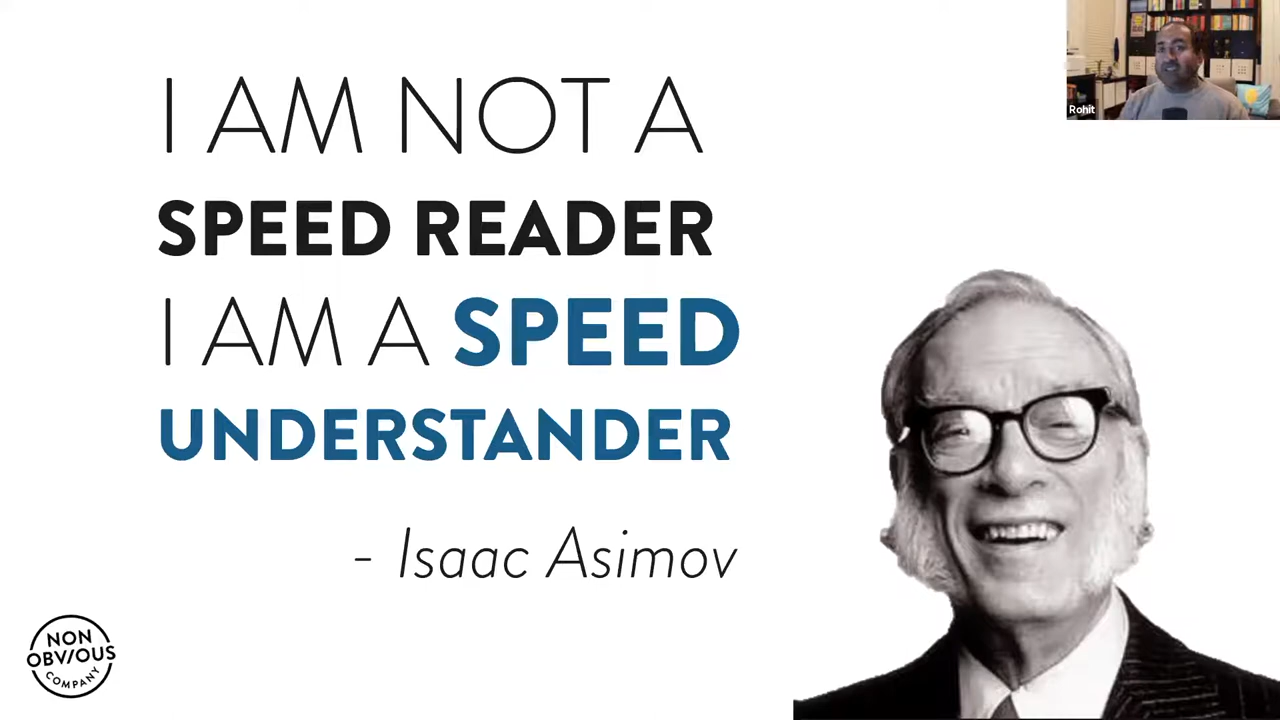 I AM NOT A
SPEED READER
I AM A SPEED
UNDERSTANDER
- Isaac Asimov
Rohit
NON
OBV/OUS
COMPANY